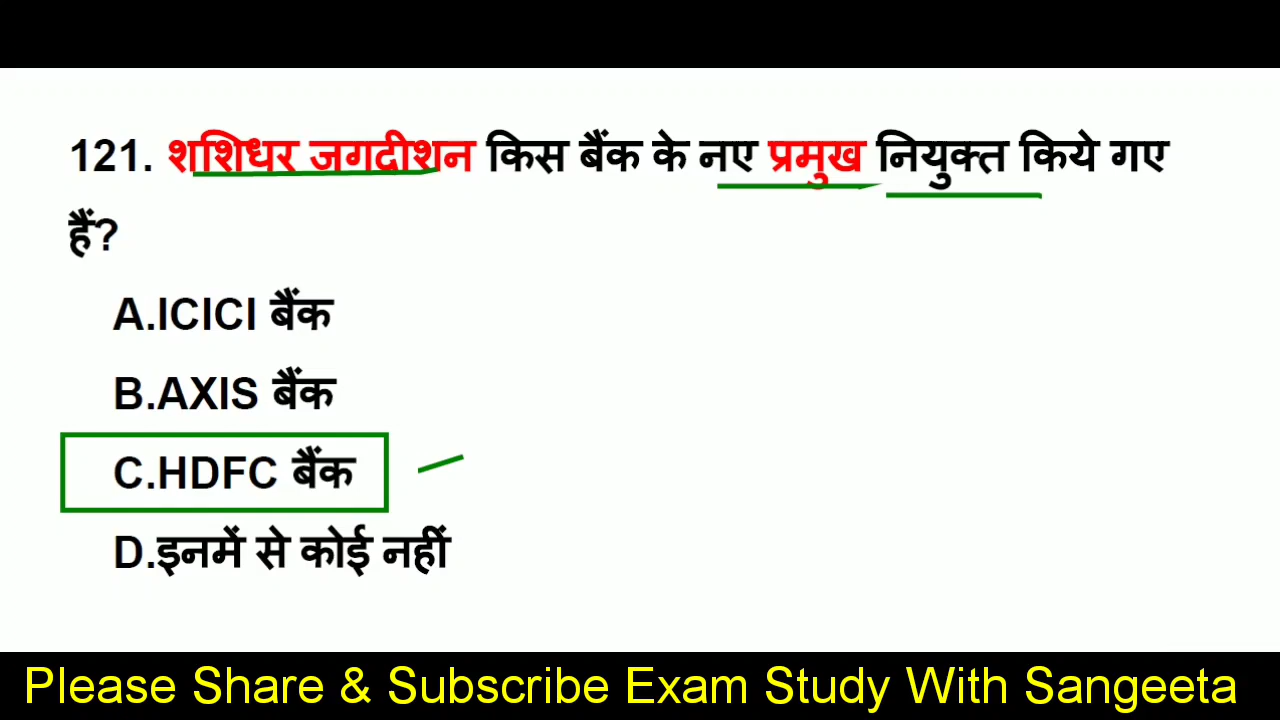 121. शशिधर जगदीशन किस बैंक के नए प्रमुख नियुक्त किये गए
हैं?
A.ICICI बैंक
B.AXIS बैंक
C.HDFC बैंक
D.इनमें से कोई नहीं
Please Share & Subscribe Exam Study With Sangeeta